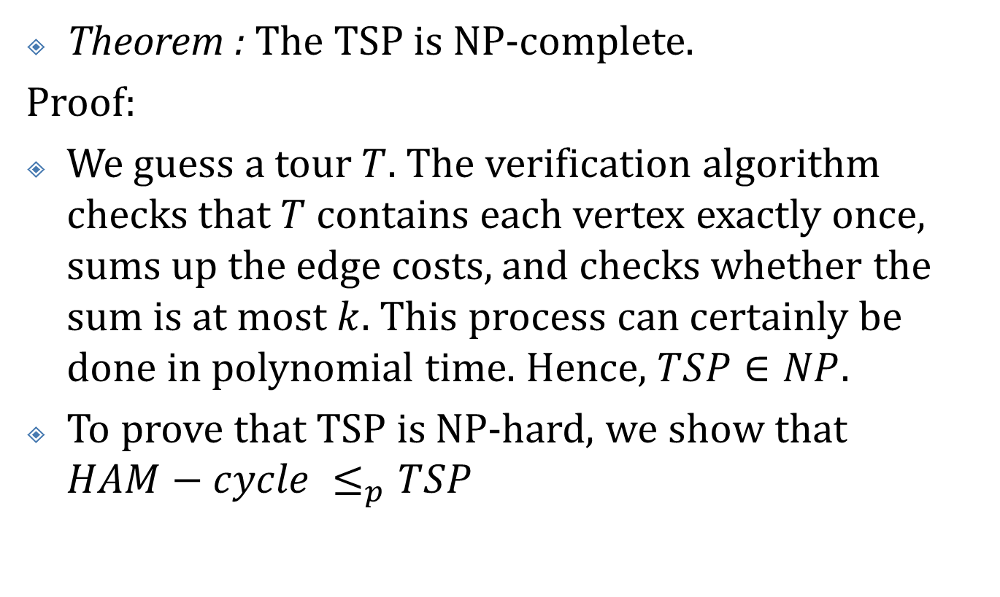 Theorem : The TSP is NP-complete.
Proof:
We guess a tour T. The verification algorithm
checks that T contains each vertex exactly once,
sums up the edge costs, and checks whether the
sum is at most k. This process can certainly be
done in polynomial time. Hence, TSP ∈ NP.
To prove that TSP is NP-hard, we show that
HAM − cycle ≤p TSP